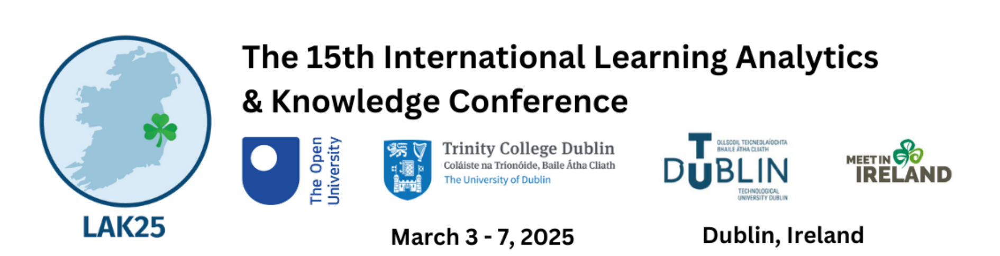 The 15th International Learning Analytics
& Knowledge Conference
LAK25
The Open
University
Trinity College Dublin
Coláiste na Tríonóide, Baile Átha Cliath
The University of Dublin
OLLSCOIL TEICNEOLAÍOCHTA
BHAILE ÁTHA CLIATH
T
DUBLIN
TECHNOLOGICAL
UNIVERSITY DUBLIN
MEET IN
IRELAND
March 3 - 7, 2025
Dublin, Ireland